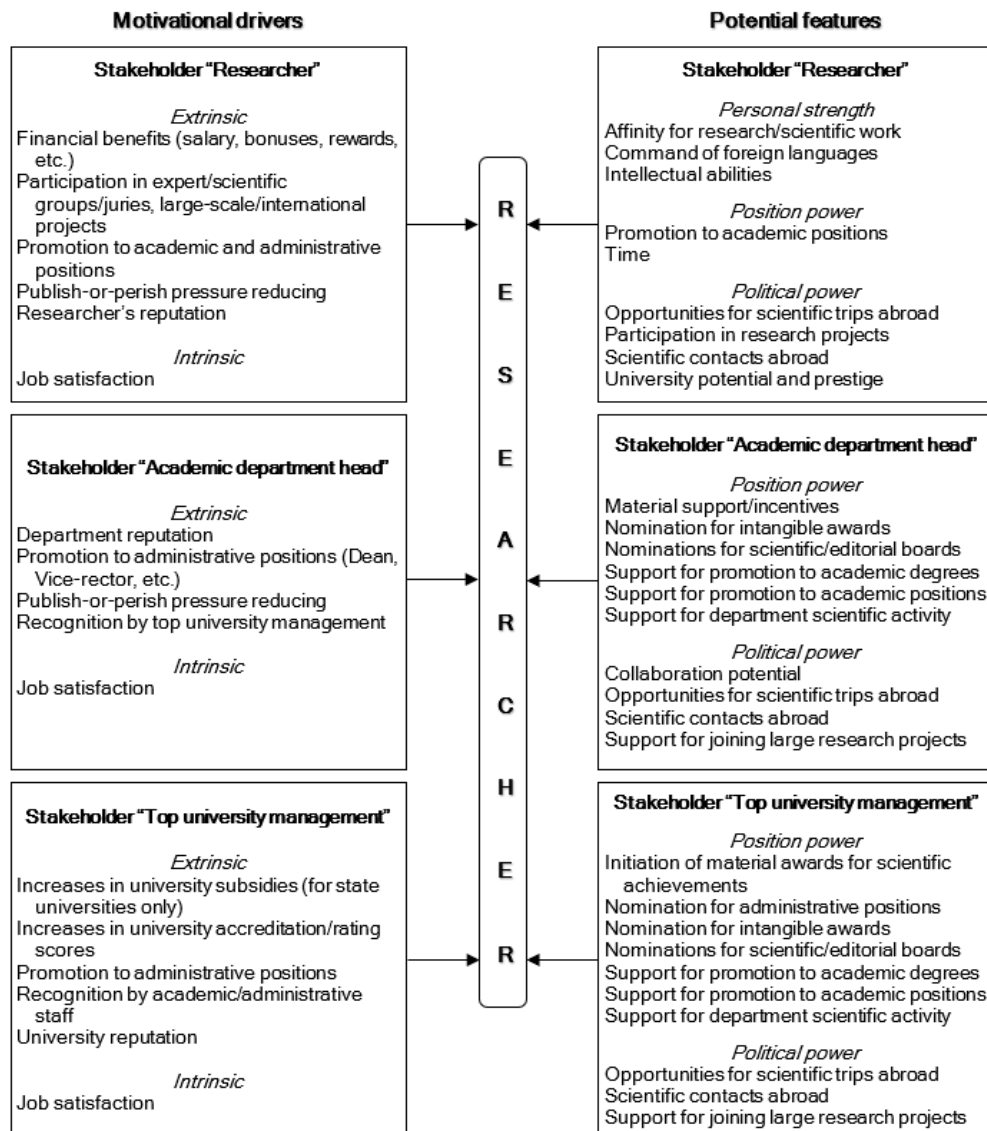 Motivational drivers
Stakeholder “Researcher”
Extrinsic
Financial benefits (salary, bonuses, rewards,
etc.)
Participation in expert/scientific
groups/juries, large-scale/international
projects
Promotion to academic and administrative
positions
Publish-or-perish pressure reducing
Researcher’s reputation
Intrinsic
Job satisfaction
Stakeholder “Academic department head”
Extrinsic
Department reputation
Promotion to administrative positions (Dean,
Vice-rector, etc.)
Publish-or-perish pressure reducing
Recognition by top university management
Intrinsic
Job satisfaction
Stakeholder “Top university management”
Extrinsic
Increases in university subsidies (for state
universities only)
Increases in university accreditation/rating
scores
Promotion to administrative positions
Recognition by academic/administrative
staff
University reputation
Intrinsic
Job satisfaction
R
E
S
E
A
R
C
H
E
R
Potential features
Stakeholder “Researcher”
Personal strength
Affinity for research/scientific work
Command of foreign languages
Intellectual abilities
Position power
Promotion to academic positions
Time
Political power
Opportunities for scientific trips abroad
Participation in research projects
Scientific contacts abroad
University potential and prestige
Stakeholder “Academic department head”
Position power
Material support/incentives
Nomination for intangible awards
Nominations for scientific/editorial boards
Support for promotion to academic degrees
Support for promotion to academic positions
Support for department scientific activity
Political power
Collaboration potential
Opportunities for scientific trips abroad
Scientific contacts abroad
Support for joining large research projects
Stakeholder “Top university management”
Position power
Initiation of material awards for scientific
achievements
Nomination for administrative positions
Nomination for intangible awards
Nominations for scientific/editorial boards
Support for promotion to academic degrees
Support for promotion to academic positions
Support for department scientific activity
Political power
Opportunities for scientific trips abroad
Scientific contacts abroad
Support for joining large research projects